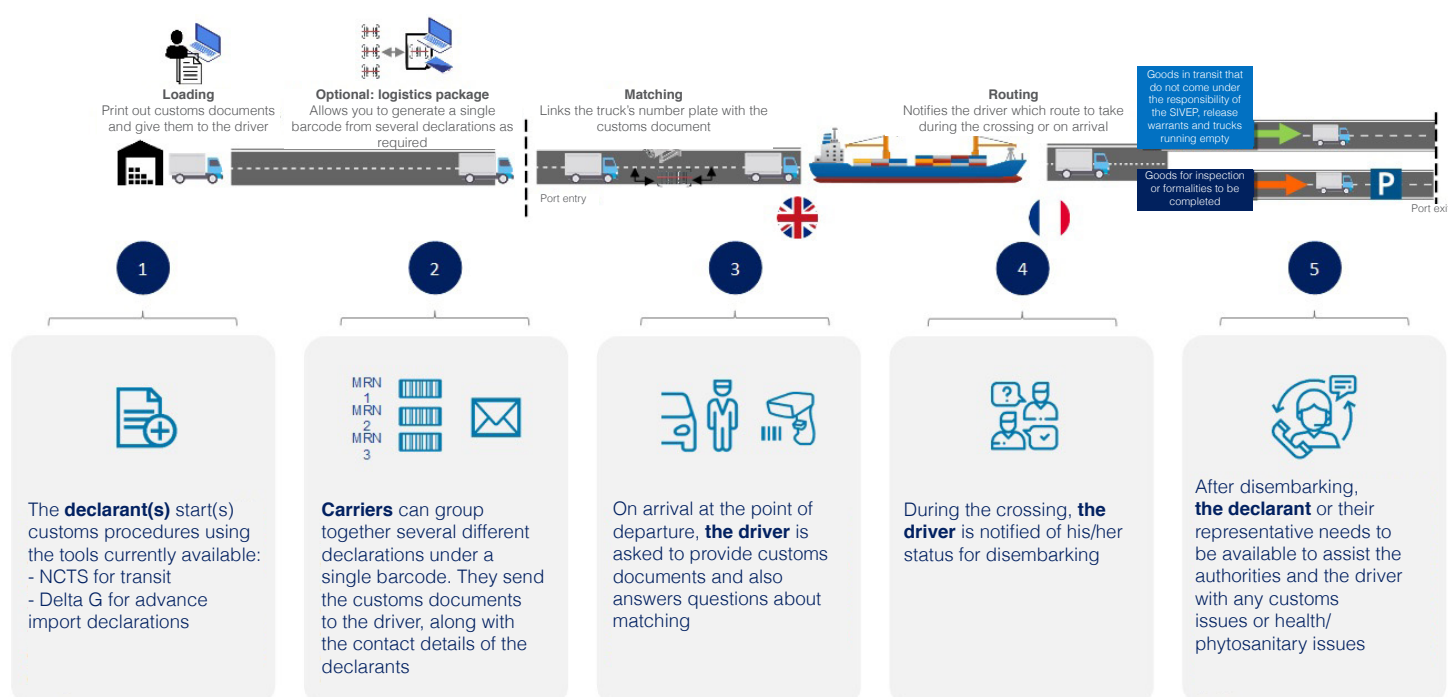 Loading
Print out customs documents
and give them to the driver
Optional: logistics package
Allows you to generate a single
barcode from several declarations as
required
Matching
Links the truck's number plate with the
customs document
Routing
Notifies the driver which route to take
during the crossing or on arrival
Goods in transit that
do not come under
the responsibility of
the SIVEP, release
warrants and trucks
running empty
Goods for inspection
or formalities to be
completed
P
Port entry
Port exi
1
2
3
4
5
The declarant(s) start(s)
customs procedures using
the tools currently available:
- NCTS for transit
- Delta G for advance
import declarations
MRN
1
MRN
2
MRN
3
Carriers can group
together several different
declarations under a
single barcode. They send
the customs documents
to the driver, along with
the contact details of the
declarants
On arrival at the point of
departure, the driver is
asked to provide customs
documents and also
answers questions about
matching
?
During the crossing, the
driver is notified of his/her
status for disembarking
After disembarking,
the declarant or their
representative needs to
be available to assist the
authorities and the driver
with any customs
issues or health/
phytosanitary issues